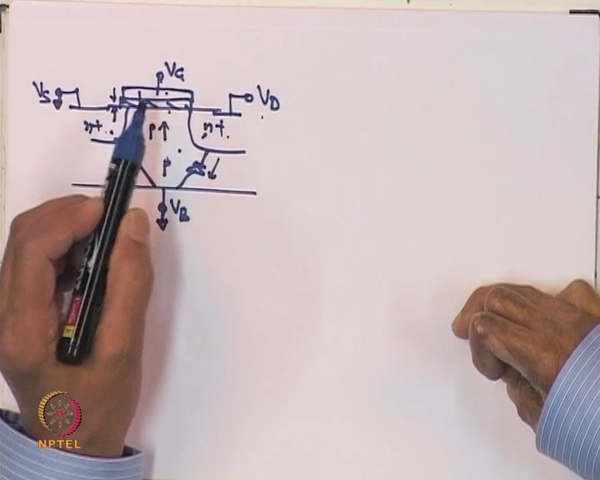 VG
VS VD
n+ p↑ n+
p
VB
NPTEL